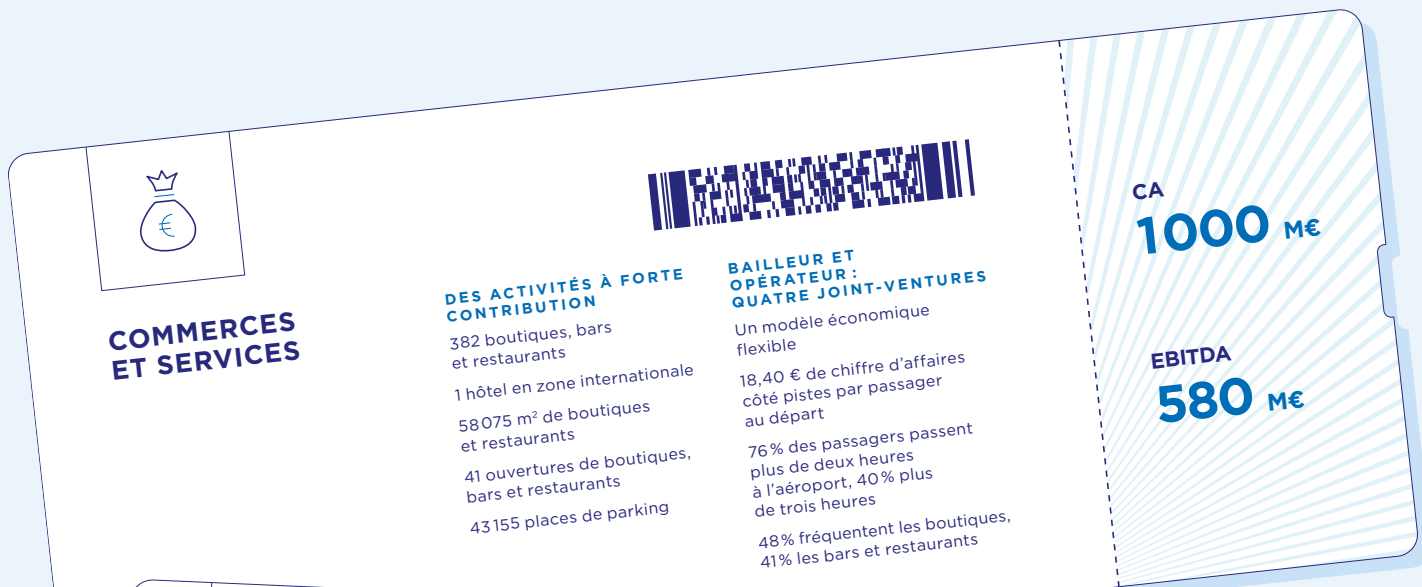 COMMERCES
ET SERVICES
DES ACTIVITÉS À FORTE
CONTRIBUTION
382 boutiques, bars
et restaurants
1 hôtel en zone internationale
58 075 m² de boutiques
et restaurants
41 ouvertures de boutiques,
bars et restaurants
43 155 places de parking
BAILLEUR ET
OPÉRATEUR :
QUATRE JOINT-VENTURES
Un modèle économique
flexible
18,40 € de chiffre d’affaires
côté pistes par passager
au départ
76 % des passagers passent
plus de deux heures
à l’aéroport, 40 % plus
de trois heures
48 % fréquentent les boutiques,
41 % les bars et restaurants
CA
1000 M€
EBITDA
580 M€